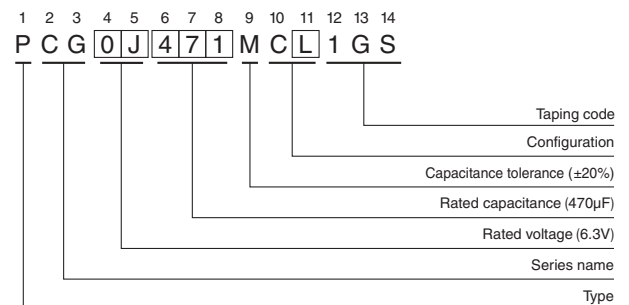 1 2 3 4 5 6 7 8 9 10 11 12 13 14
P C G 0 J 4 7 1 M C L 1 G S
Taping code
Configuration
Capacitance tolerance (±20%)
Rated capacitance (470µF)
Rated voltage (6.3V)
Series name
Type